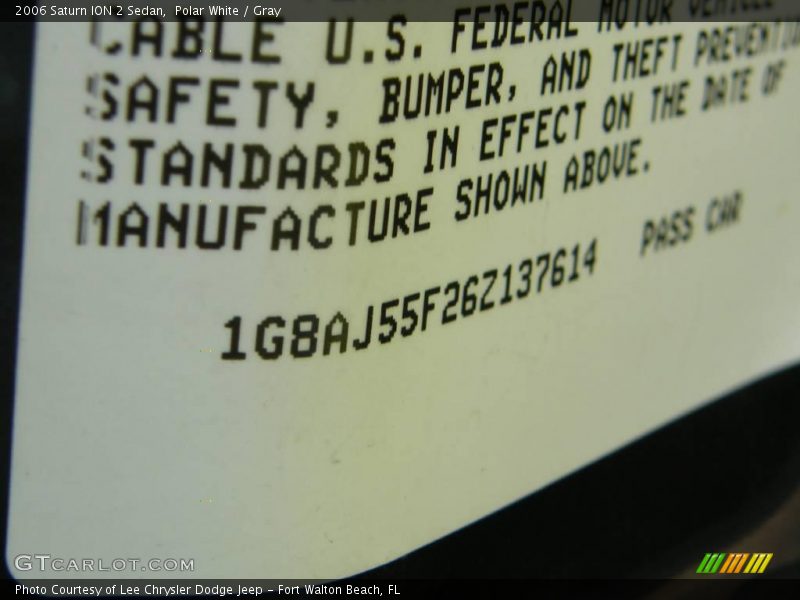 2006 Saturn ION 2 Sedan, Polar White / Gray
CABLE U.S. FEDERAL MOTOR VEHICLE
SAFETY, BUMPER, AND THEFT PREVENTI
STANDARDS IN EFFECT ON THE DATE OF
MANUFACTURE SHOWN ABOVE.
1G8AJ55F26Z137614 PASS CAR
GTCARLOT.COM
Photo Courtesy of Lee Chrysler Dodge Jeep - Fort Walton Beach, FL